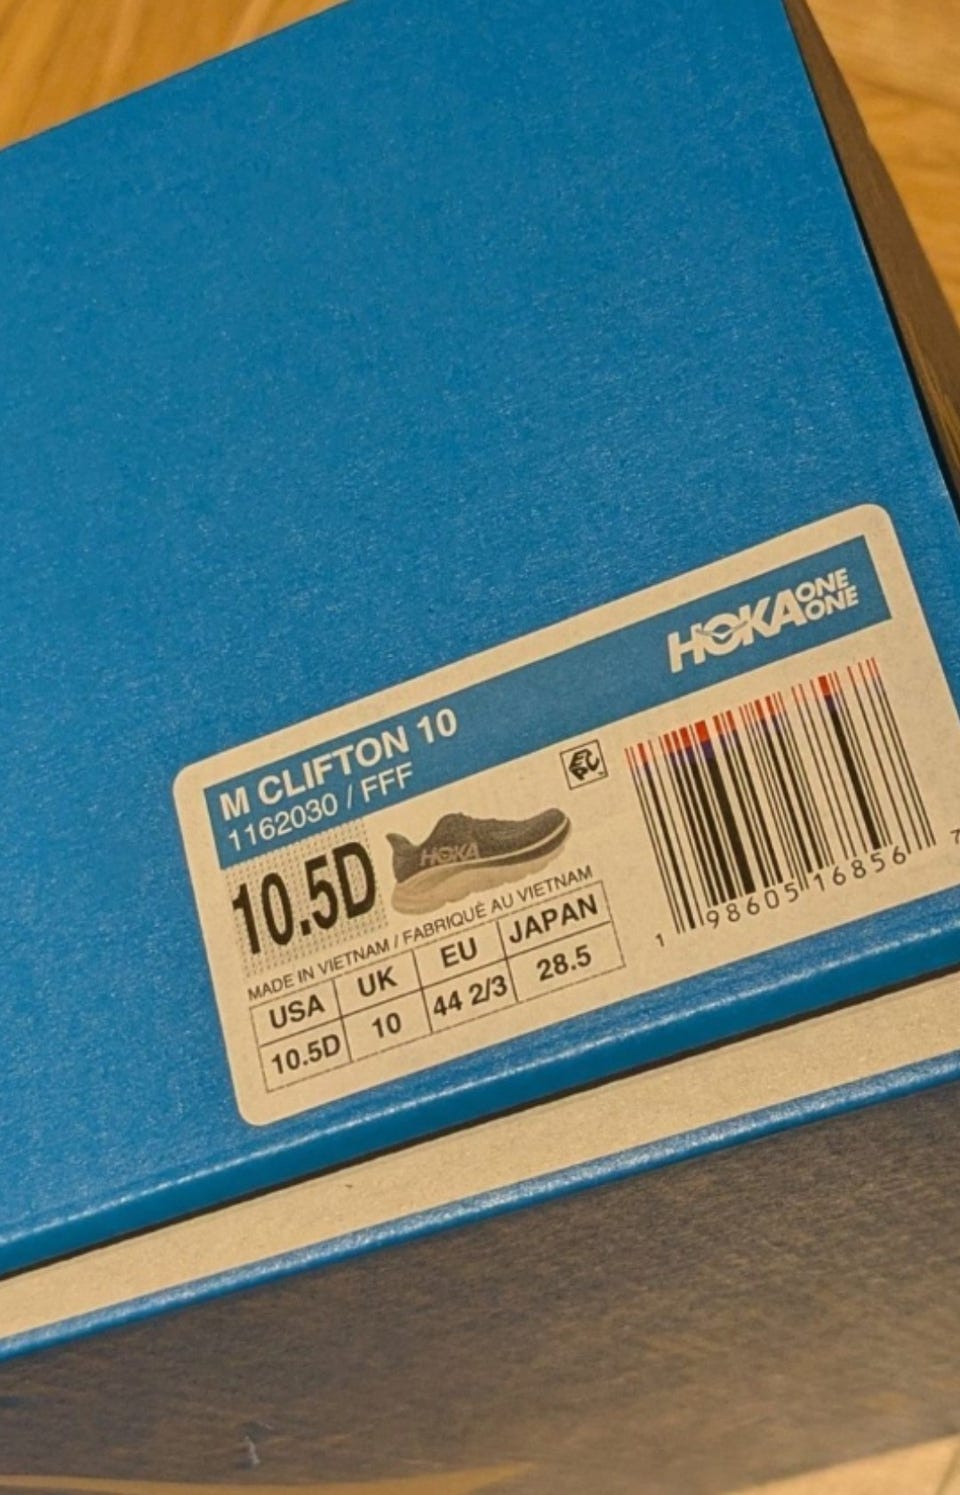 HOKA ONE ONE
M CLIFTON 10
1162030 / FFF
10.5D
HOKA
MADE IN VIETNAM / FABRIQUÉ AU VIETNAM
USA UK EU JAPAN
10.5D 10 44 2/3 28.5
1 98605 16856 7